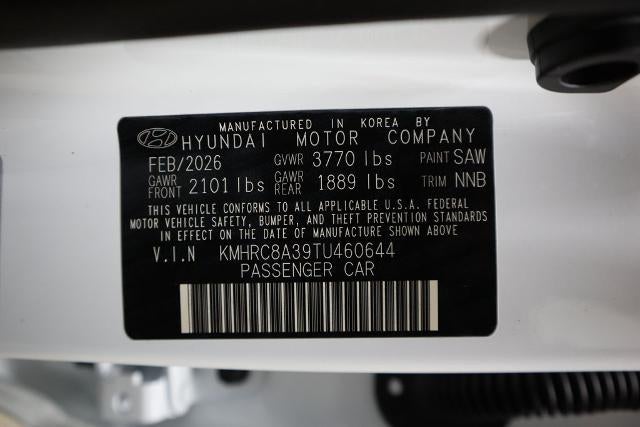 MANUFACTURED IN KOREA BY
HYUNDAI MOTOR COMPANY
FEB/2026 GVWR 3770 lbs PAINT SAW
GAWR FRONT 2101 lbs GAWR REAR 1889 lbs TRIM NNB
THIS VEHICLE CONFORMS TO ALL APPLICABLE U.S.A. FEDERAL
MOTOR VEHICLE SAFETY, BUMPER, AND THEFT PREVENTION STANDARDS
IN EFFECT ON THE DATE OF MANUFACTURE SHOWN ABOVE
V.I.N KMHRC8A39TU460644
PASSENGER CAR